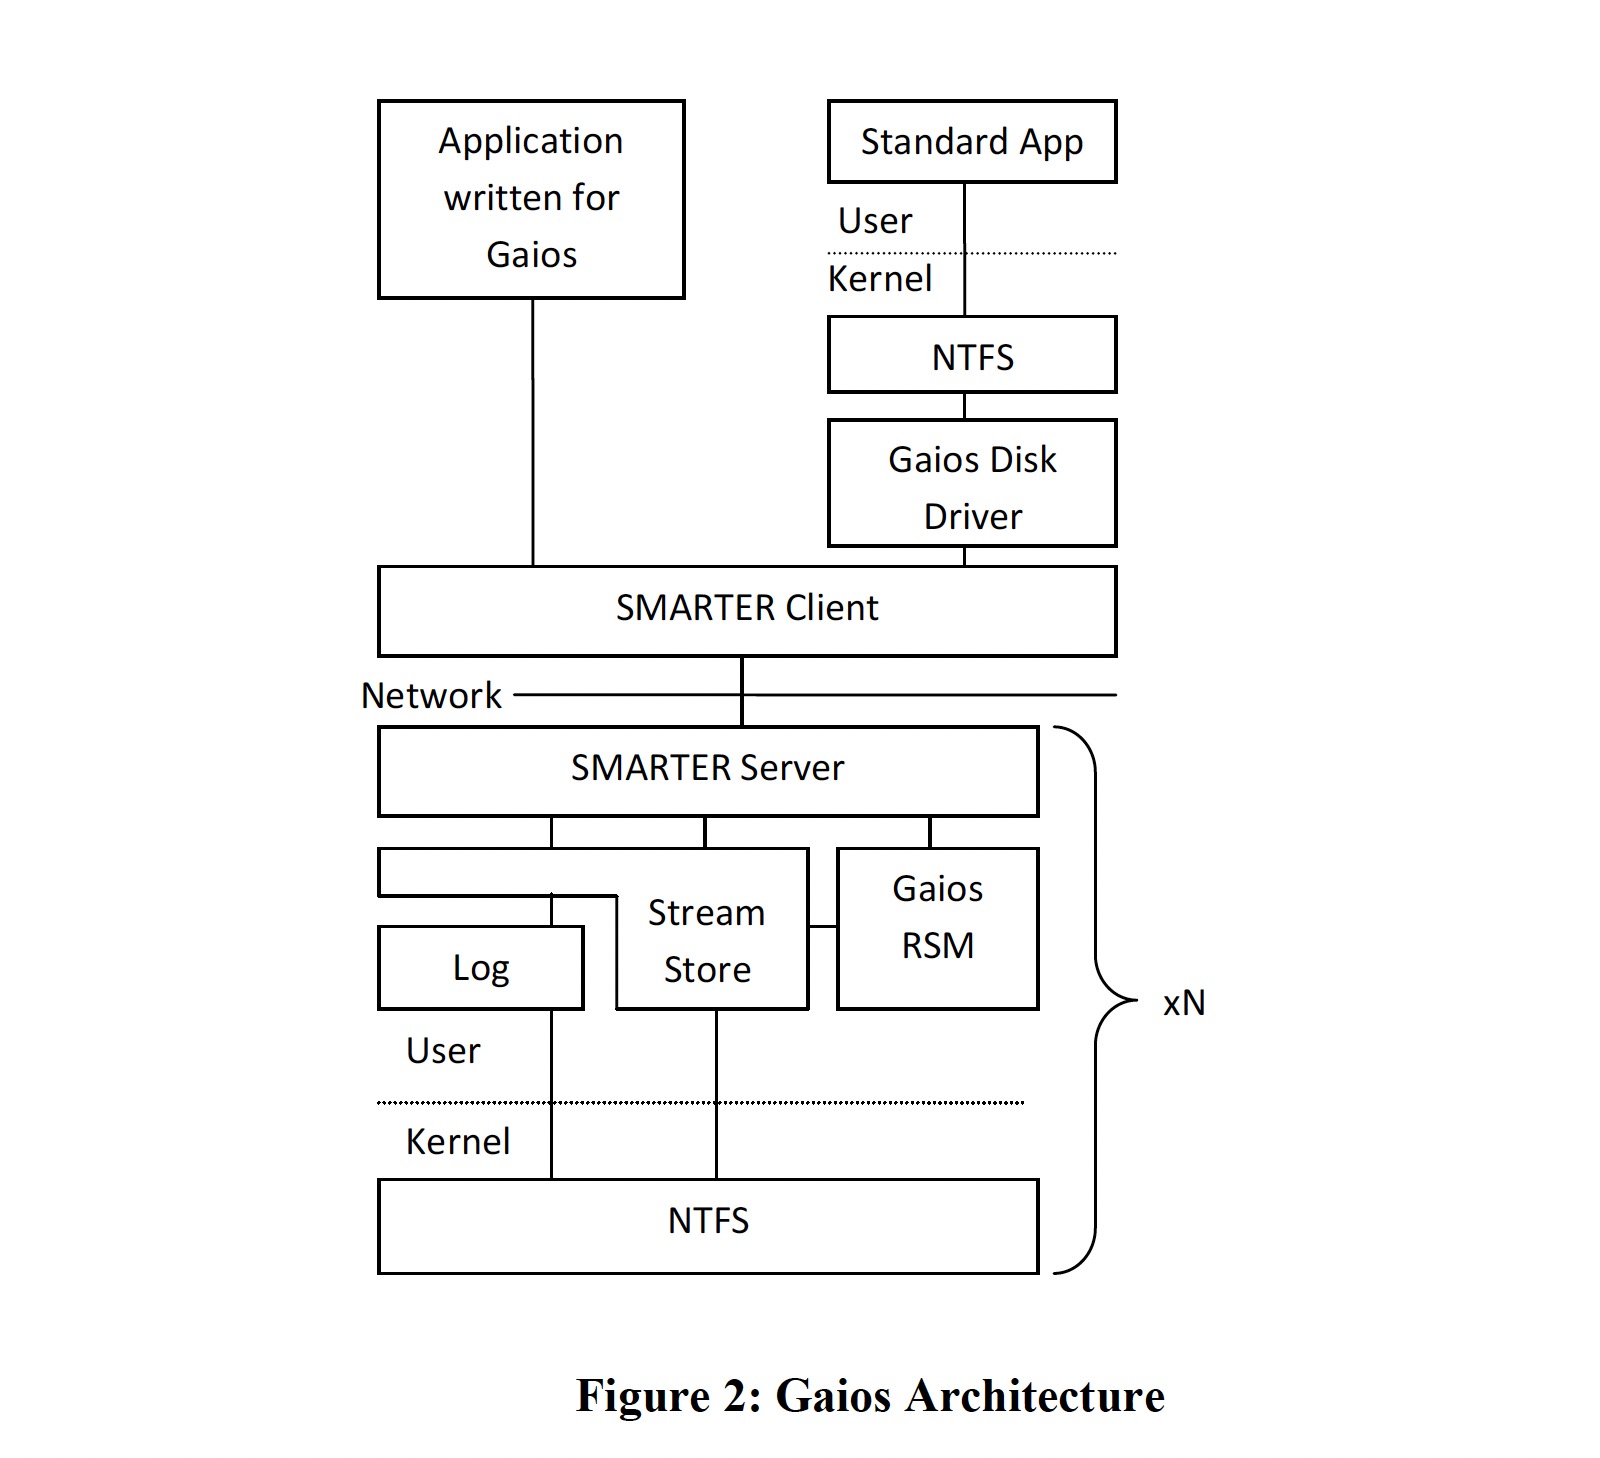 Application
written for
Gaios
Standard App
User
Kernel
NTFS
Gaios Disk
Driver
SMARTER Client
Network
SMARTER Server
Stream
Store
Gaios
RSM
Log
User
Kernel
NTFS
xN
Figure 2: Gaios Architecture